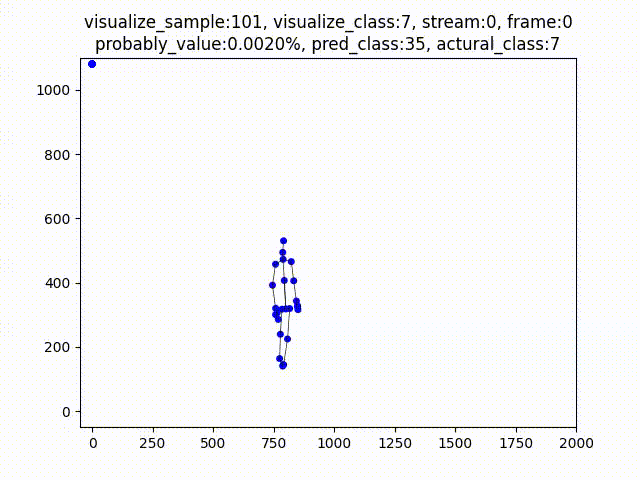 visualize_sample:101, visualize_class:7, stream:0, frame:0
probably_value:0.0020%, pred_class:35, actural_class:7
1000
800
600
400
200
0
0 250 500 750 1000 1250 1500 1750 2000